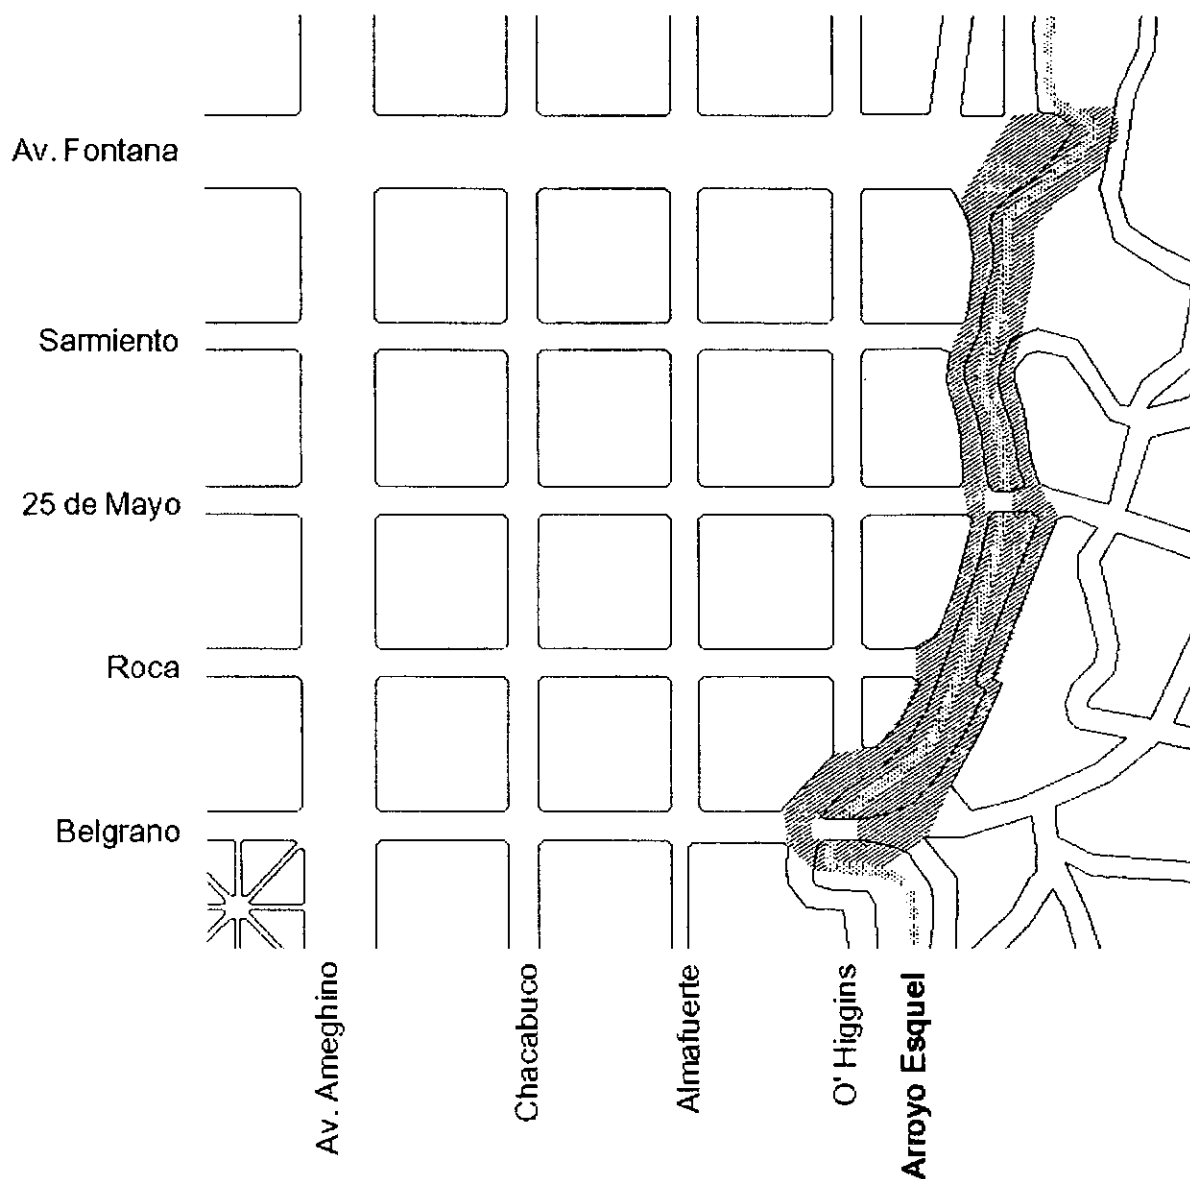 Av. Fontana
Sarmiento
25 de Mayo
Roca
Belgrano
Av. Ameghino
Chacabuco
Almafuerte
O' Higgins
Arroyo Esquel